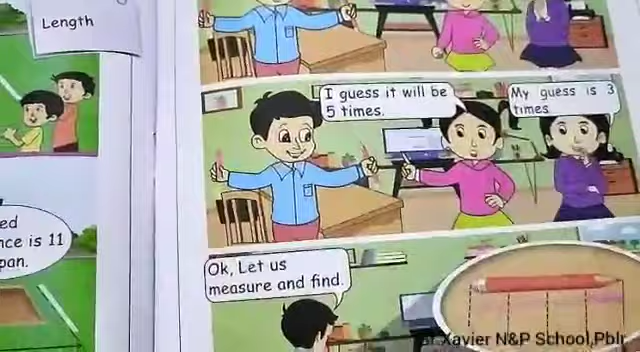 Length
I guess it will be
5 times.
My guess is 3
times.
ed
nce is 11
pan.
Ok, Let us
measure and find.
Xavier N&P School,Pblr